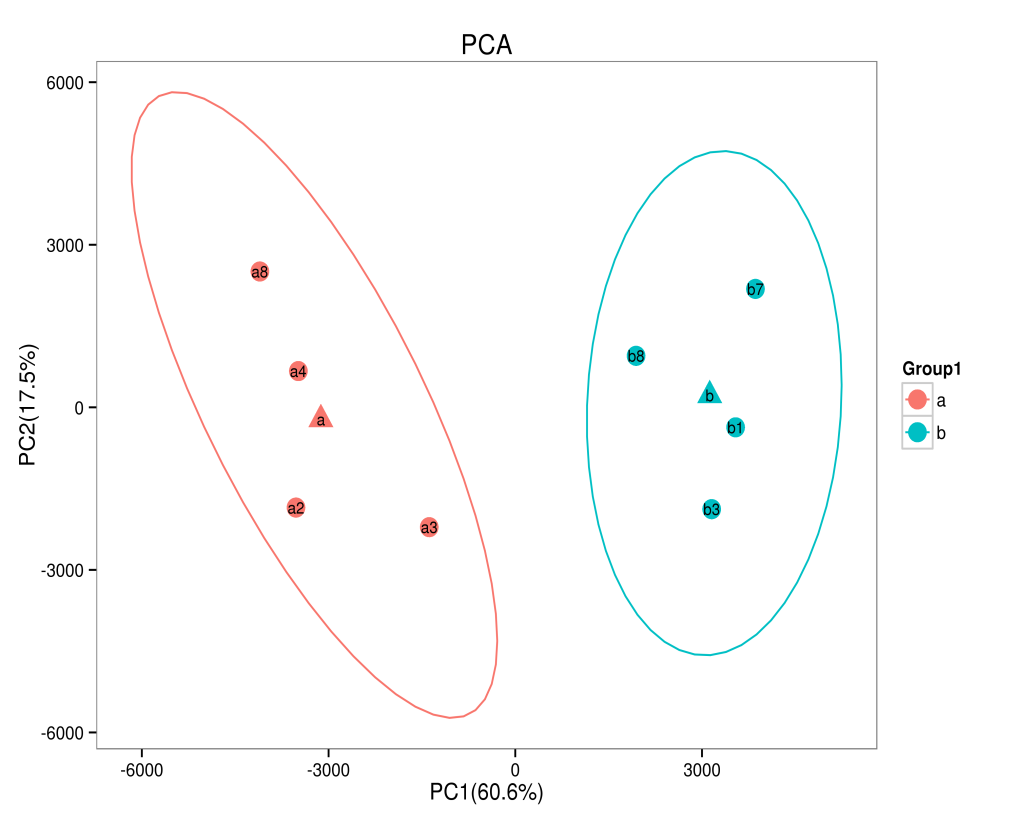 PCA
6000
3000
0
-3000
-6000
PC2(17.5%)
a8
a4
a
a2
a3
b7
b8
b
b1
b3
-6000
-3000
0
3000
PC1(60.6%)
Group1
a
b